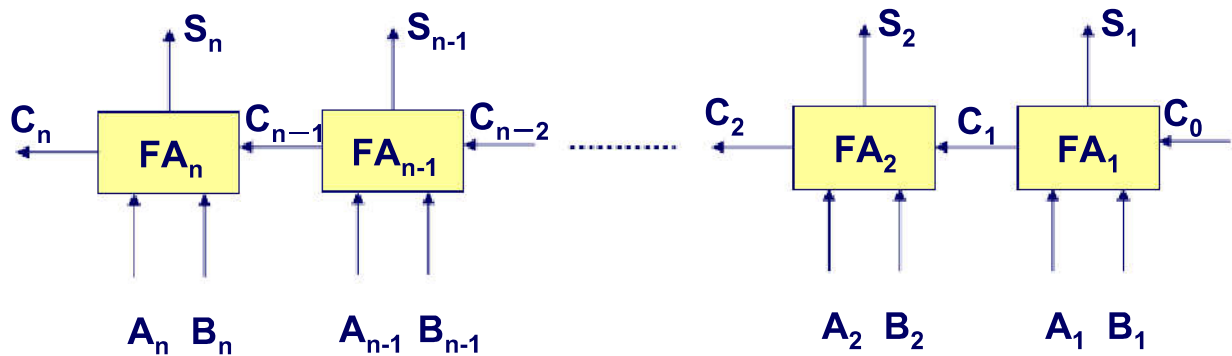 Sₙ Sₙ₋₁ S₂ S₁
Cₙ FAₙ Cₙ₋₁ FAₙ₋₁ Cₙ₋₂ C₂ FA₂ C₁ FA₁ C₀
Aₙ Bₙ Aₙ₋₁ Bₙ₋₁ A₂ B₂ A₁ B₁